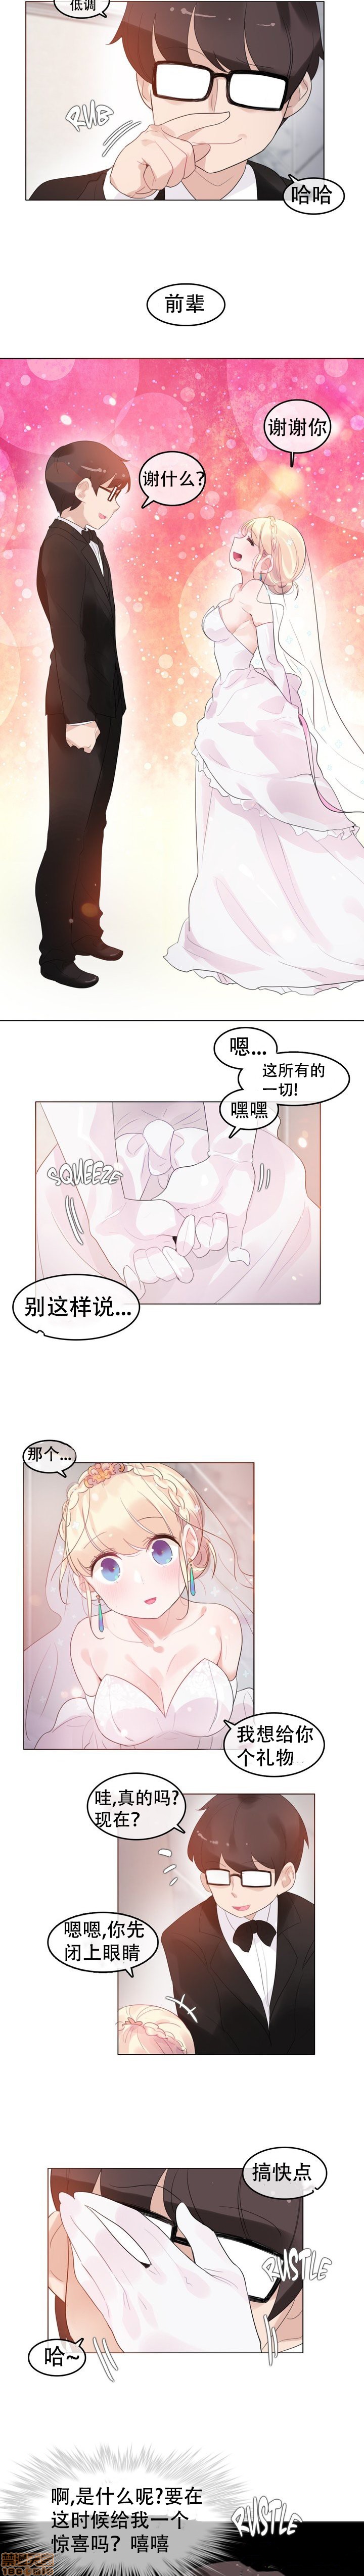 低调
RUB
哈哈
前辈
谢谢你
谢什么?
嗯...
这所有的
一切!
嘿嘿
SQUEEZE
别这样说...
那个...
我想给你
个礼物
哇,真的吗?
现在?
嗯嗯,你先
闭上眼睛
搞快点
RUSTLE
哈~
啊,是什么呢?要在
这时候给我一个
惊喜吗? 嘻嘻
RUSTLE